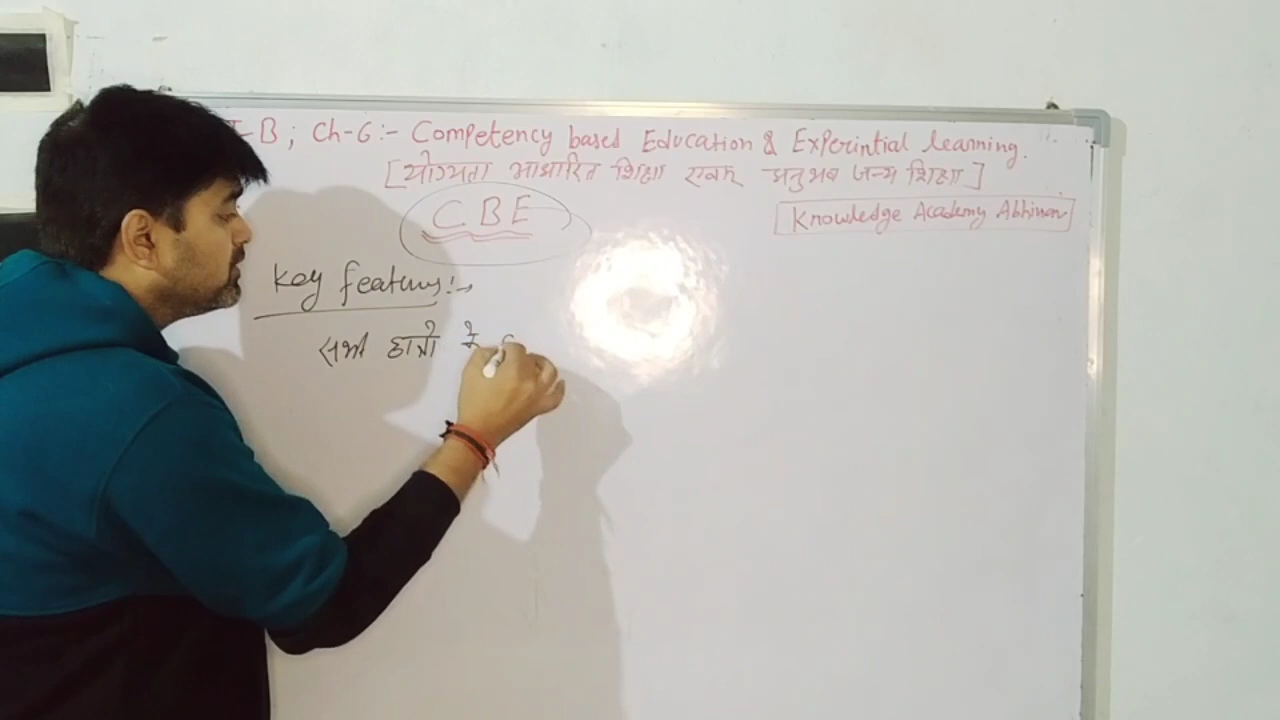 -B ; Ch-6:- Competency based Education & Experintial learning.
[योग्यता आधारित शिक्षा एवम् अनुभव जन्य शिक्षा]
CBE
Knowledge Academy Abhinav
Key features:→
सभी छात्रों के